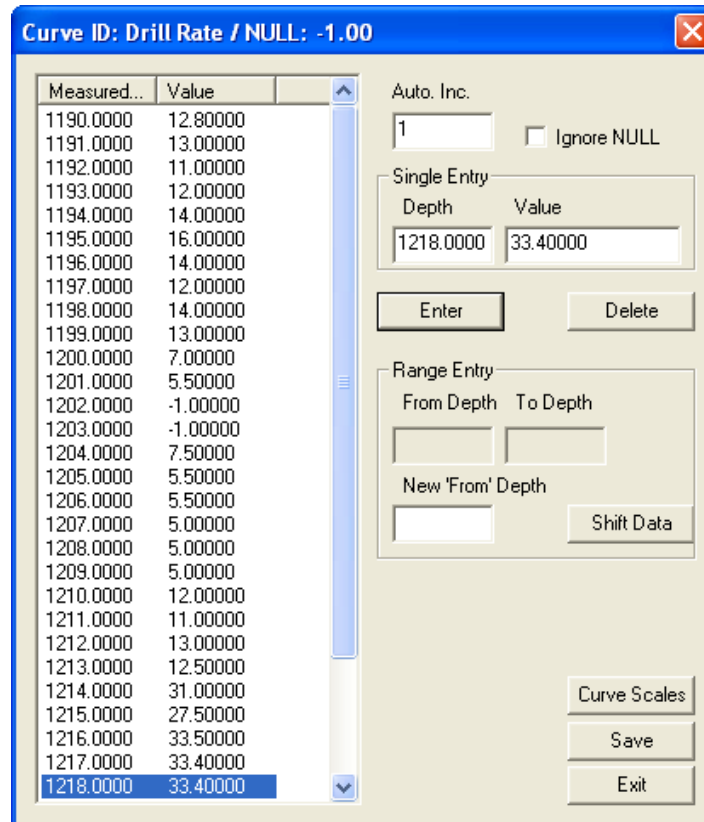 Curve ID: Drill Rate / NULL: -1.00
Measured... Value
1190.0000 12.80000
1191.0000 13.00000
1192.0000 11.00000
1193.0000 12.00000
1194.0000 14.00000
1195.0000 16.00000
1196.0000 14.00000
1197.0000 12.00000
1198.0000 14.00000
1199.0000 13.00000
1200.0000 7.00000
1201.0000 5.50000
1202.0000 -1.00000
1203.0000 -1.00000
1204.0000 7.50000
1205.0000 5.50000
1206.0000 5.50000
1207.0000 5.00000
1208.0000 5.00000
1209.0000 5.00000
1210.0000 12.00000
1211.0000 11.00000
1212.0000 13.00000
1213.0000 12.50000
1214.0000 31.00000
1215.0000 27.50000
1216.0000 33.50000
1217.0000 33.40000
1218.0000 33.40000
Auto. Inc.
1 Ignore NULL
Single Entry
Depth Value
1218.0000 33.40000
Enter Delete
Range Entry
From Depth To Depth
New 'From' Depth
Shift Data
Curve Scales
Save
Exit